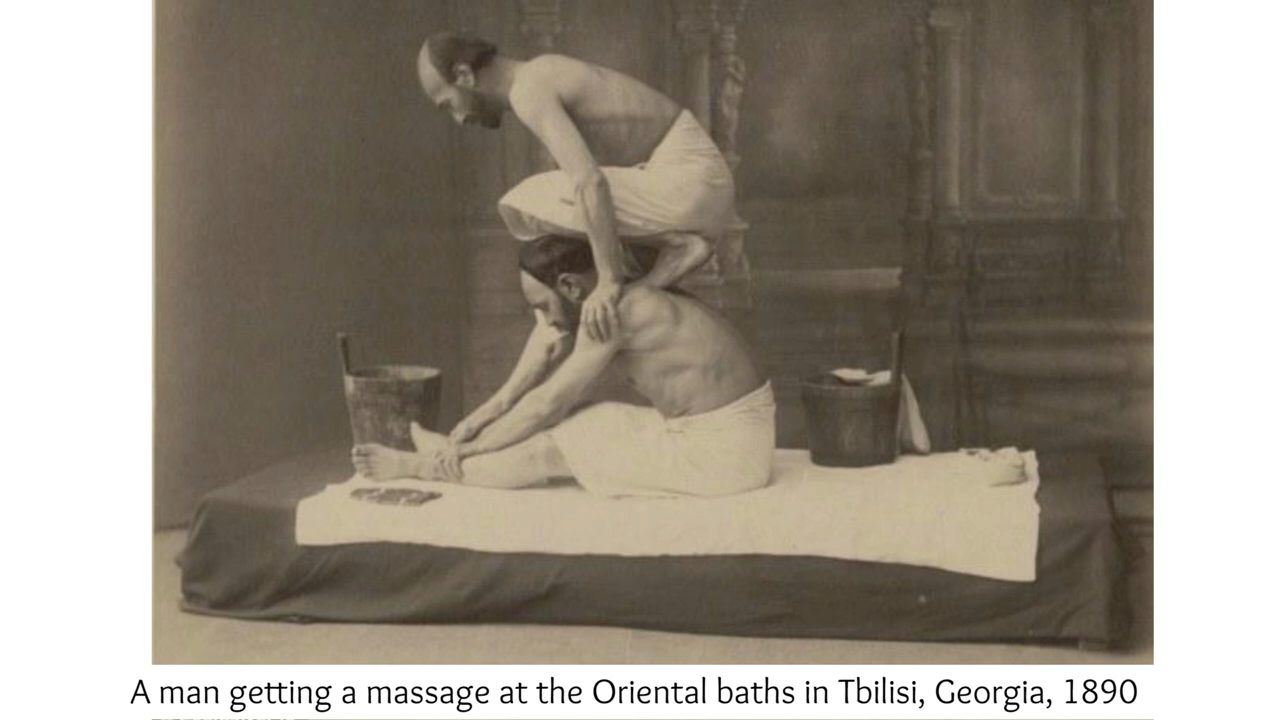 A man getting a massage at the Oriental baths in Tbilisi, Georgia, 1890